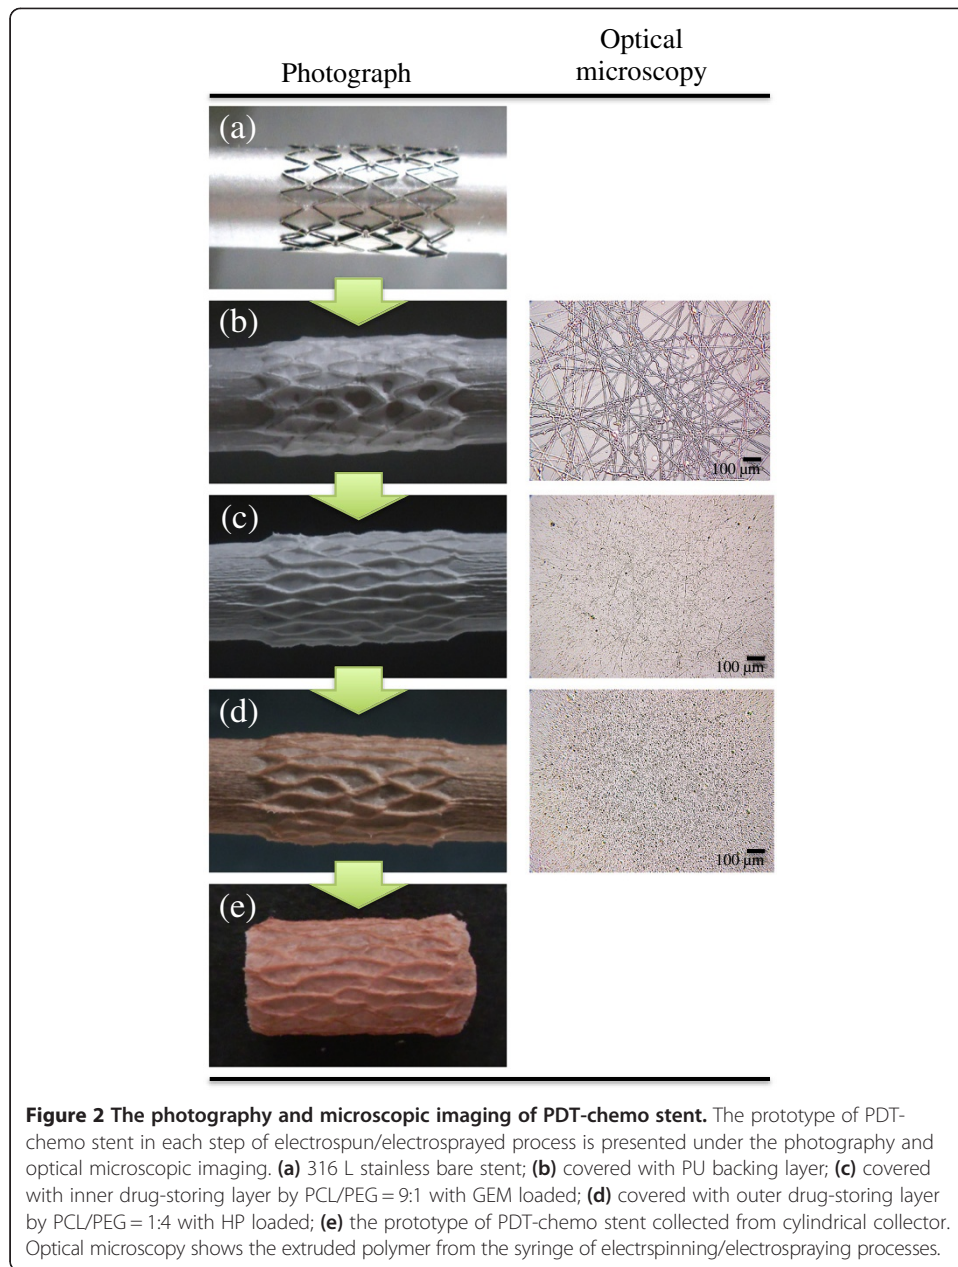 Photograph
Optical
microscopy
(a)
(b)
100 µm
(c)
100 µm
(d)
100 µm
(e)
Figure 2 The photography and microscopic imaging of PDT-chemo stent. The prototype of PDT-
chemo stent in each step of electrospun/electrosprayed process is presented under the photography and
optical microscopic imaging. (a) 316 L stainless bare stent; (b) covered with PU backing layer; (c) covered
with inner drug-storing layer by PCL/PEG = 9:1 with GEM loaded; (d) covered with outer drug-storing layer
by PCL/PEG = 1:4 with HP loaded; (e) the prototype of PDT-chemo stent collected from cylindrical collector.
Optical microscopy shows the extruded polymer from the syringe of electrspinning/electrospraying processes.